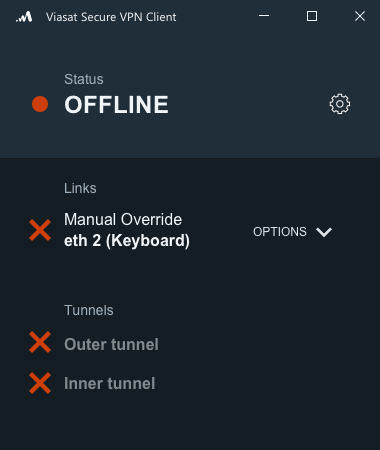 Viasat Secure VPN Client
Status
OFFLINE
Links
Manual Override
eth 2 (Keyboard)
OPTIONS
Tunnels
Outer tunnel
Inner tunnel